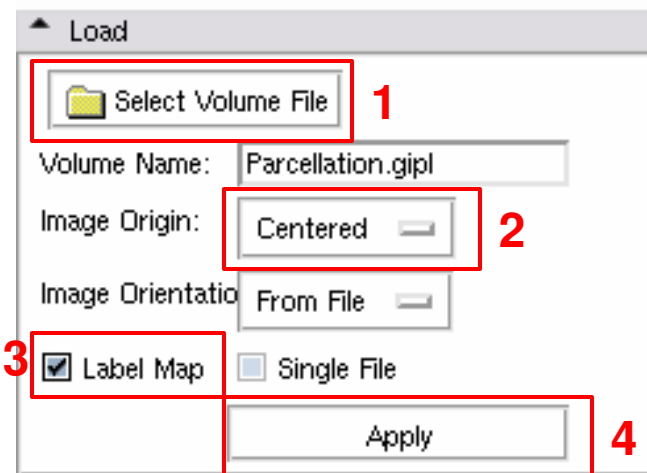 Load
Select Volume File 1
Volume Name: Parcellation.gipl
Image Origin: Centered 2
Image Orientatio From File
3 Label Map Single File
Apply 4